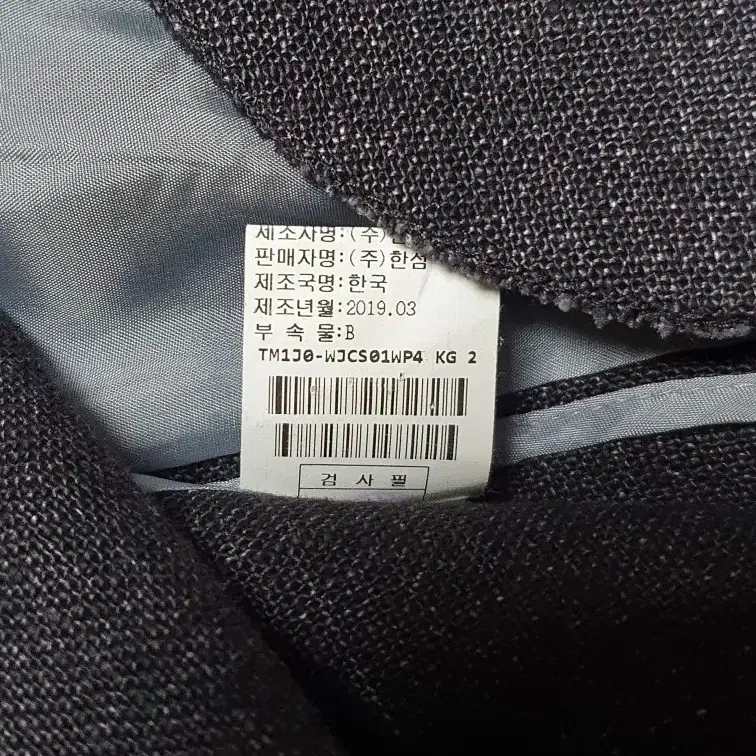 제조자명:(주)한
판매자명:(주)한섬
제조국명:한국
제조년월:2019.03
부 속 물:B
TM1J0-WJCS01WP4 KG 2
검 사 필